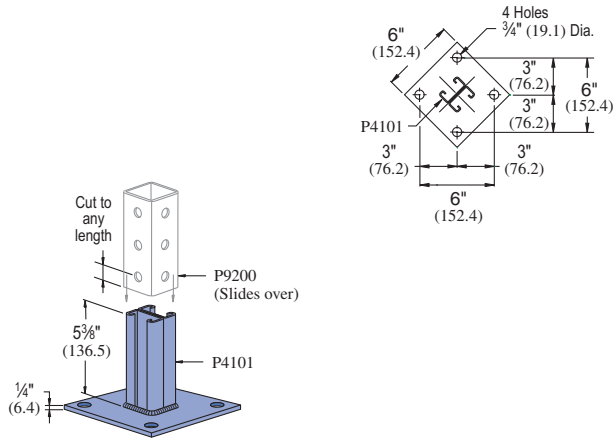 4 Holes
¾" (19.1) Dia.
6"
(152.4)
3"
(76.2)
6"
(152.4)
3"
(76.2)
P4101
3"
(76.2)
3"
(76.2)
6"
(152.4)
Cut to
any
length
P9200
(Slides over)
5⅜"
(136.5)
P4101
¼"
(6.4)